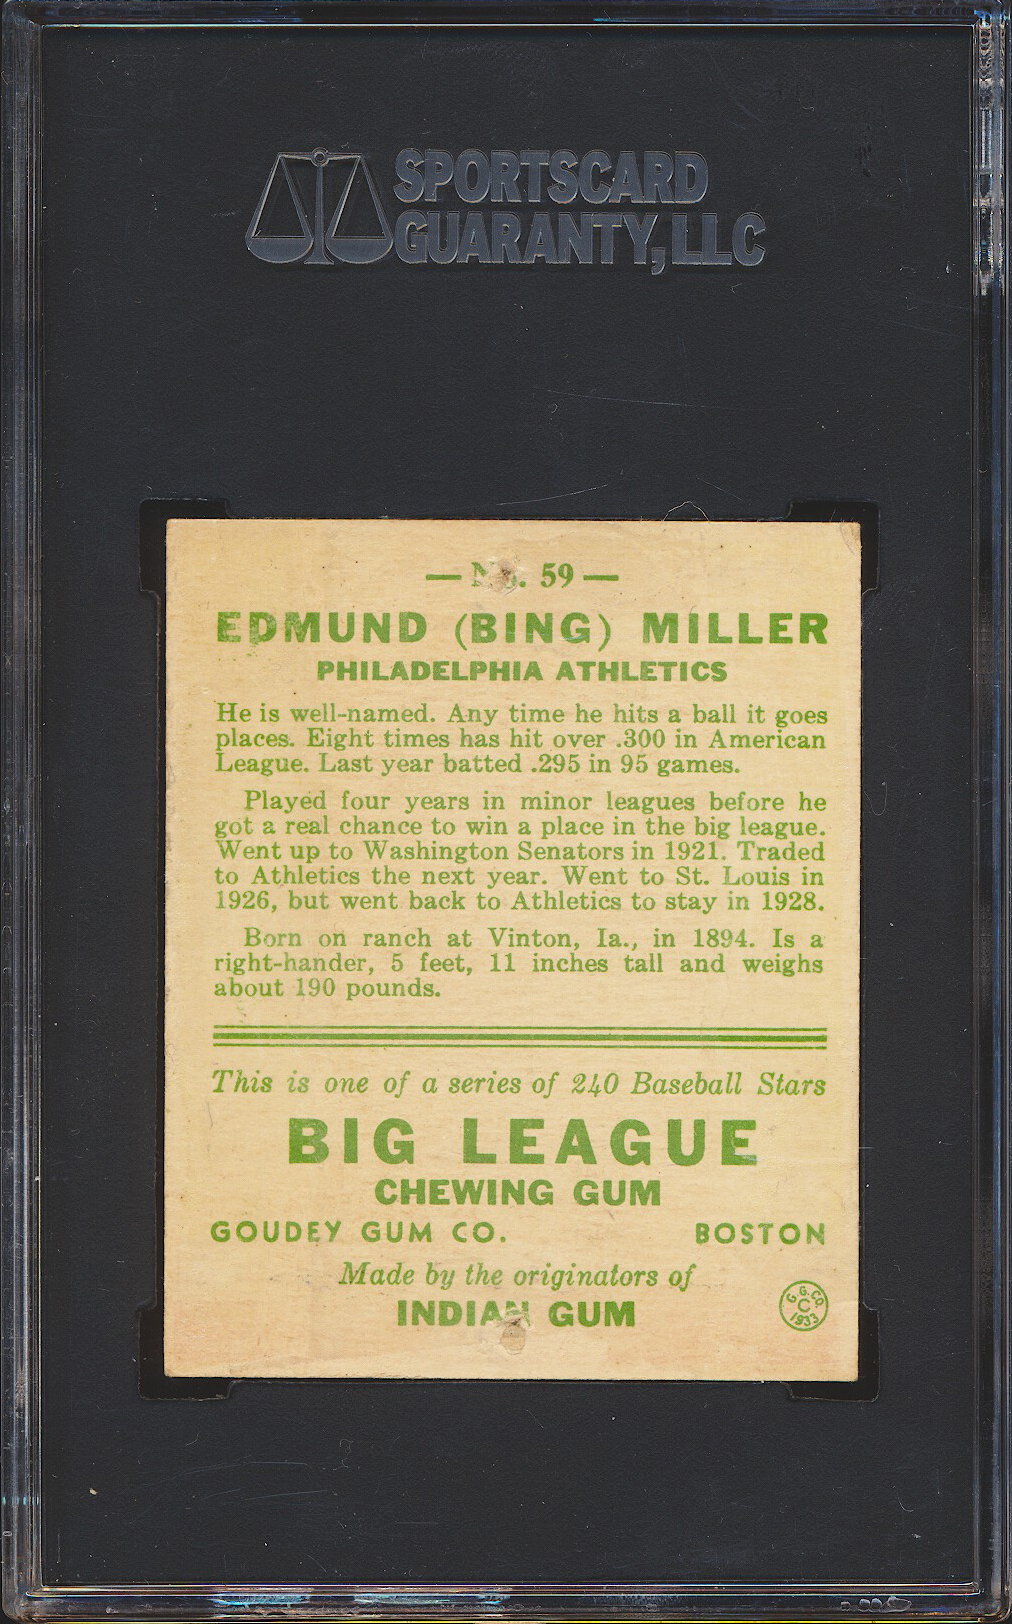 SPORTSCARD
GUARANTY, LLC
— No. 59 —
EDMUND (BING) MILLER
PHILADELPHIA ATHLETICS
He is well-named. Any time he hits a ball it goes
places. Eight times has hit over .300 in American
League. Last year batted .295 in 95 games.
Played four years in minor leagues before he
got a real chance to win a place in the big league.
Went up to Washington Senators in 1921. Traded
to Athletics the next year. Went to St. Louis in
1926, but went back to Athletics to stay in 1928.
Born on ranch at Vinton, Ia., in 1894. Is a
right-hander, 5 feet, 11 inches tall and weighs
about 190 pounds.
This is one of a series of 240 Baseball Stars
BIG LEAGUE
CHEWING GUM
GOUDEY GUM CO. BOSTON
Made by the originators of
INDIAN GUM
G. G. CO.
C
1933